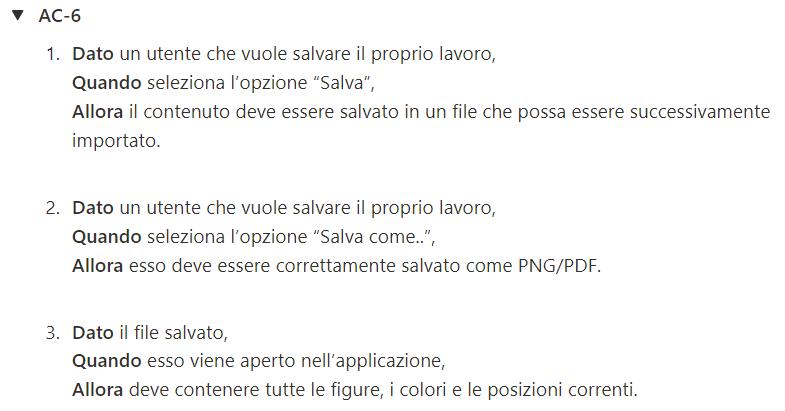 ▼ AC-6
1. Dato un utente che vuole salvare il proprio lavoro,
Quando seleziona l’opzione “Salva”,
Allora il contenuto deve essere salvato in un file che possa essere successivamente
importato.
2. Dato un utente che vuole salvare il proprio lavoro,
Quando seleziona l’opzione “Salva come..”,
Allora esso deve essere correttamente salvato come PNG/PDF.
3. Dato il file salvato,
Quando esso viene aperto nell’applicazione,
Allora deve contenere tutte le figure, i colori e le posizioni correnti.